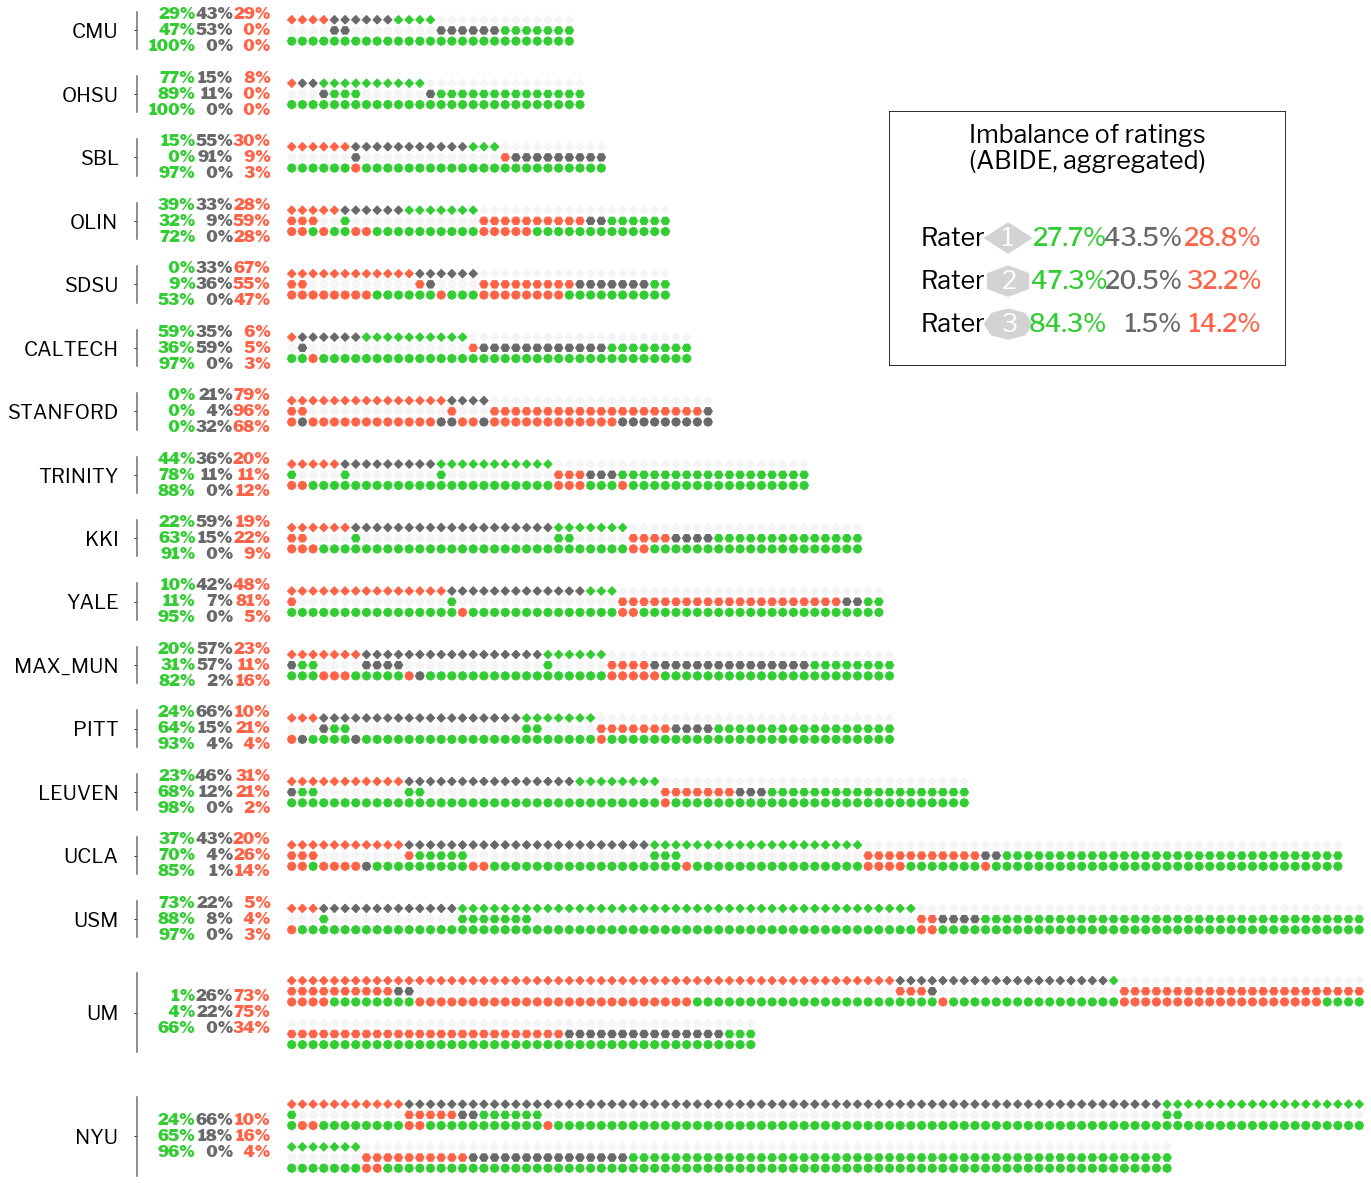 29% 43% 29%
CMU 47% 53% 0%
100% 0% 0%
77% 15% 8%
OHSU 89% 11% 0%
100% 0% 0%
Imbalance of ratings
(ABIDE, aggregated)
15% 55% 30%
SBL 0% 91% 9%
97% 0% 3%
39% 33% 28%
OLIN 32% 9% 59%
72% 0% 28%
Rater 1 27.7% 43.5% 28.8%
Rater 2 47.3% 20.5% 32.2%
Rater 3 84.3% 1.5% 14.2%
0% 33% 67%
SDSU 9% 36% 55%
53% 0% 47%
59% 35% 6%
CALTECH 36% 59% 5%
97% 0% 3%
0% 21% 79%
STANFORD 0% 4% 96%
0% 32% 68%
44% 36% 20%
TRINITY 78% 11% 11%
88% 0% 12%
22% 59% 19%
KKI 63% 15% 22%
91% 0% 9%
10% 42% 48%
YALE 11% 7% 81%
95% 0% 5%
20% 57% 23%
MAX_MUN 31% 57% 11%
82% 2% 16%
24% 66% 10%
PITT 64% 15% 21%
93% 4% 4%
23% 46% 31%
LEUVEN 68% 12% 21%
98% 0% 2%
37% 43% 20%
UCLA 70% 4% 26%
85% 1% 14%
73% 22% 5%
USM 88% 8% 4%
97% 0% 3%
1% 26% 73%
UM 4% 22% 75%
66% 0% 34%
24% 66% 10%
NYU 65% 18% 16%
96% 0% 4%